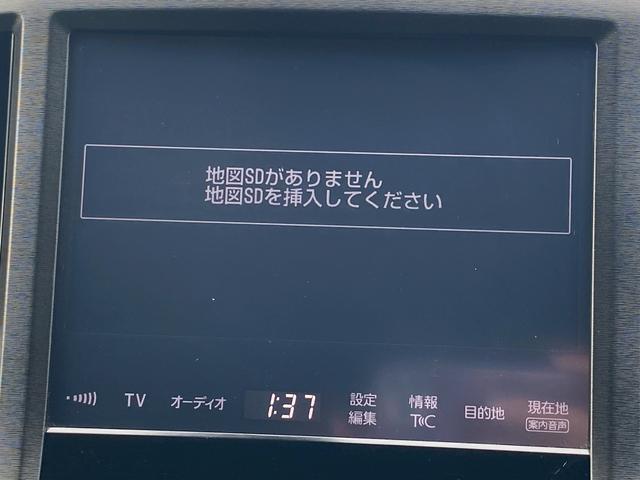 地図SDがありません
地図SDを挿入してください
TV
オーディオ
1:37
設定
編集
情報
T C
目的地
現在地
案内音声